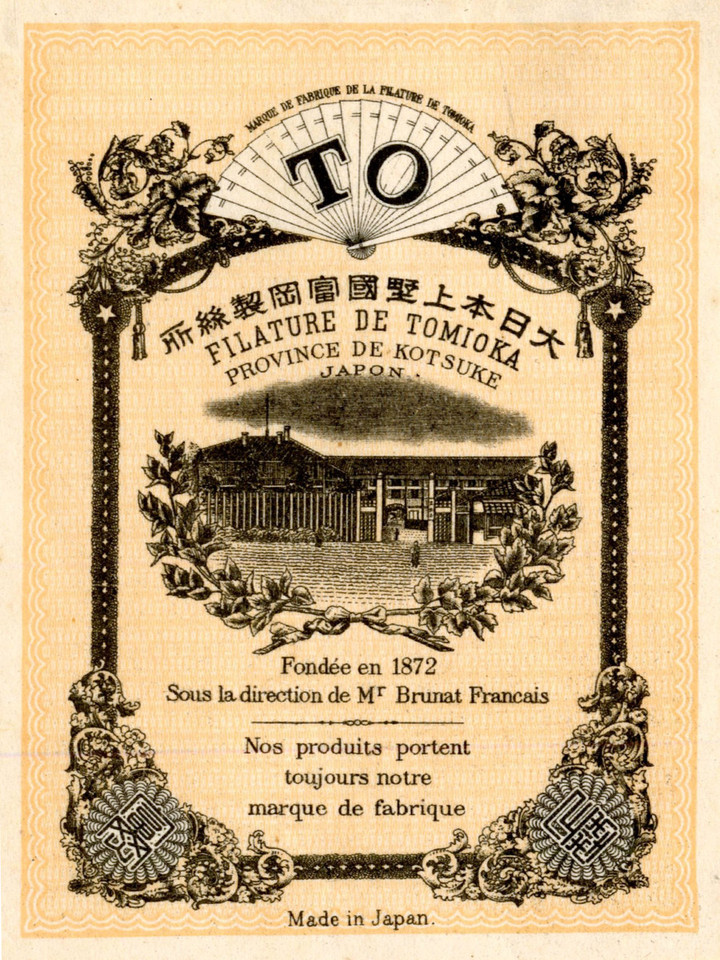 MARQUE DE FABRIQUE DE LA FILATURE DE TOMIOKA
TO
大日本上墅國富岡製絲所
FILATURE DE TOMIOKA
PROVINCE DE KOTSUKE
JAPON.
Fondée en 1872
Sous la direction de Mʳ Brunat Francais
Nos produits portent
toujours notre
marque de fabrique
Made in Japan.